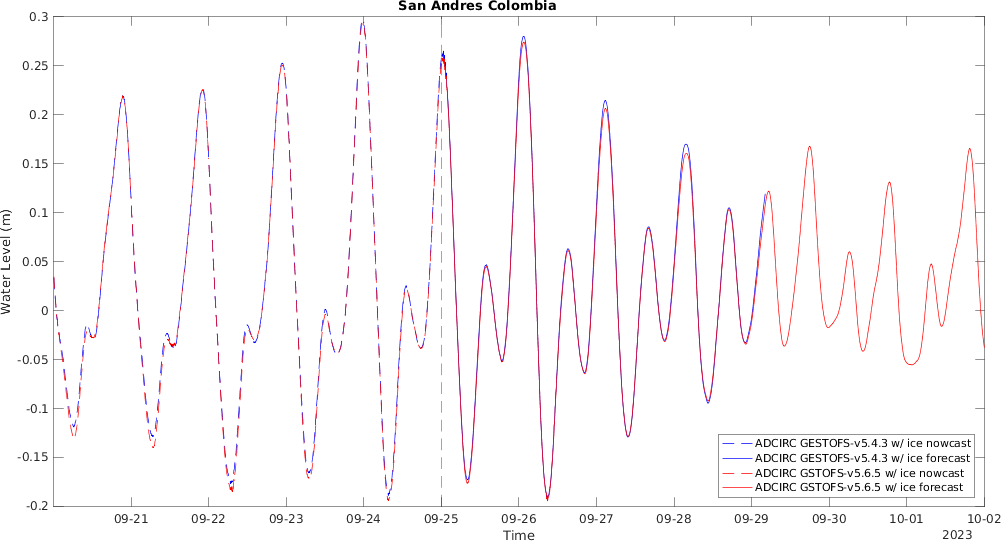 San Andres Colombia
0.3
0.25
0.2
0.15
0.1
0.05
0
-0.05
-0.1
-0.15
-0.2
Water Level (m)
ADCIRC GESTOFS-v5.4.3 w/ ice nowcast
ADCIRC GESTOFS-v5.4.3 w/ ice forecast
ADCIRC GSTOFS-v5.6.5 w/ ice nowcast
ADCIRC GSTOFS-v5.6.5 w/ ice forecast
09-21 09-22 09-23 09-24 09-25 09-26 09-27 09-28 09-29 09-30 10-01 10-02
Time
2023